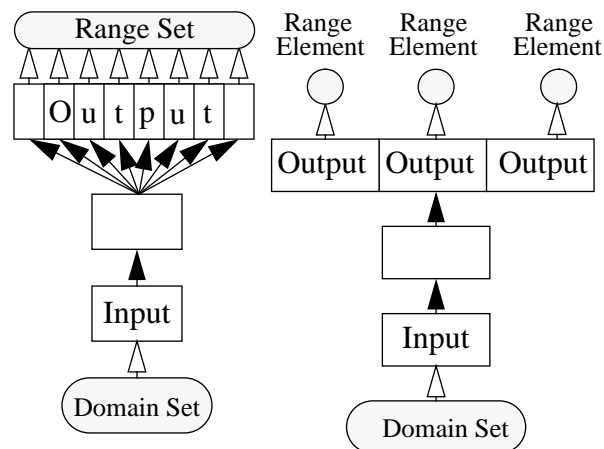 Range Set
O u t p u t
Input
Domain Set
Range Element
Range Element
Range Element
Output
Output
Output
Input
Domain Set